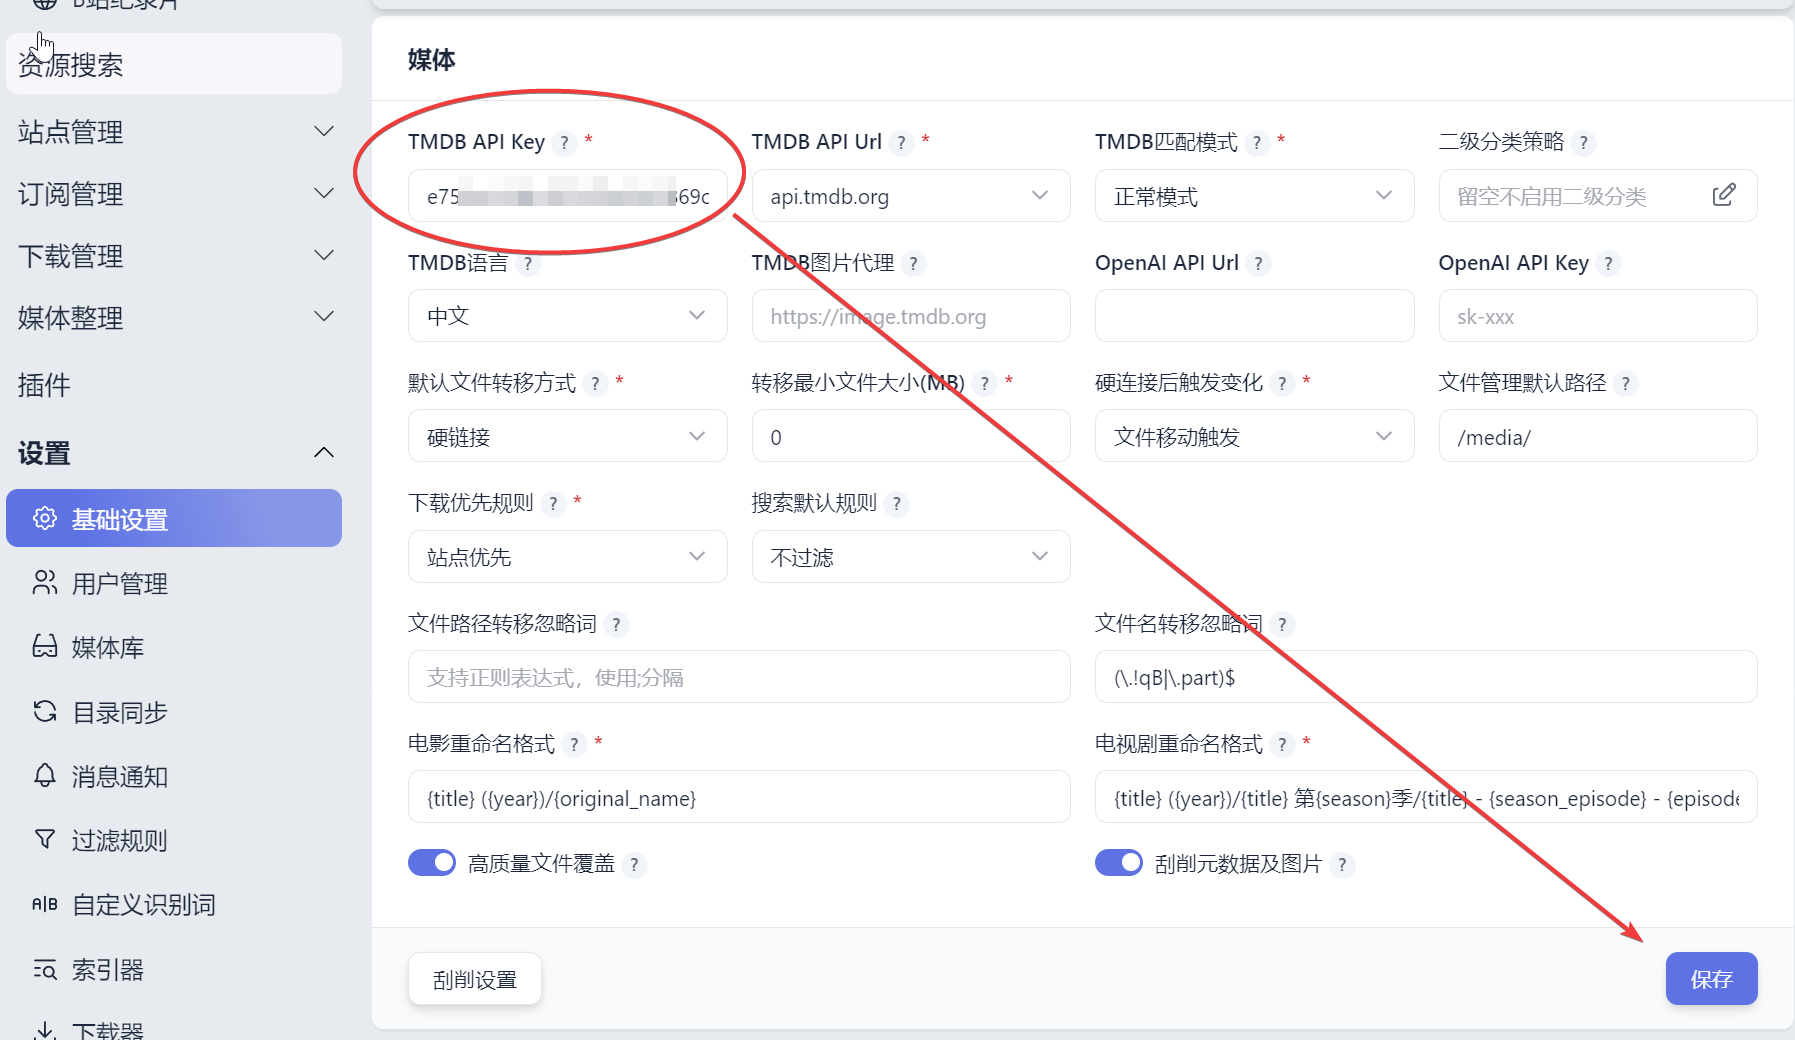 B站纪录片
资源搜索
站点管理
订阅管理
下载管理
媒体整理
插件
设置
基础设置
用户管理
媒体库
目录同步
消息通知
过滤规则
A|B 自定义识别词
索引器
下载器
媒体
TMDB API Key ? *
TMDB API Url ? *
TMDB匹配模式 ? *
二级分类策略 ?
e75
69c
api.tmdb.org
正常模式
留空不启用二级分类
TMDB语言 ?
TMDB图片代理 ?
OpenAI API Url ?
OpenAI API Key ?
中文
https://image.tmdb.org
sk-xxx
默认文件转移方式 ? *
转移最小文件大小(MB) ? *
硬连接后触发变化 ? *
文件管理默认路径 ?
硬链接
0
文件移动触发
/media/
下载优先规则 ? *
搜索默认规则 ?
站点优先
不过滤
文件路径转移忽略词 ?
文件名转移忽略词 ?
支持正则表达式，使用;分隔
(\.!qB|\.part)$
电影重命名格式 ? *
电视剧重命名格式 ? *
{title} ({year})/{original_name}
{title} ({year})/{title} 第{season}季/{title} - {season_episode} - {episode
高质量文件覆盖 ?
刮削元数据及图片 ?
刮削设置
保存